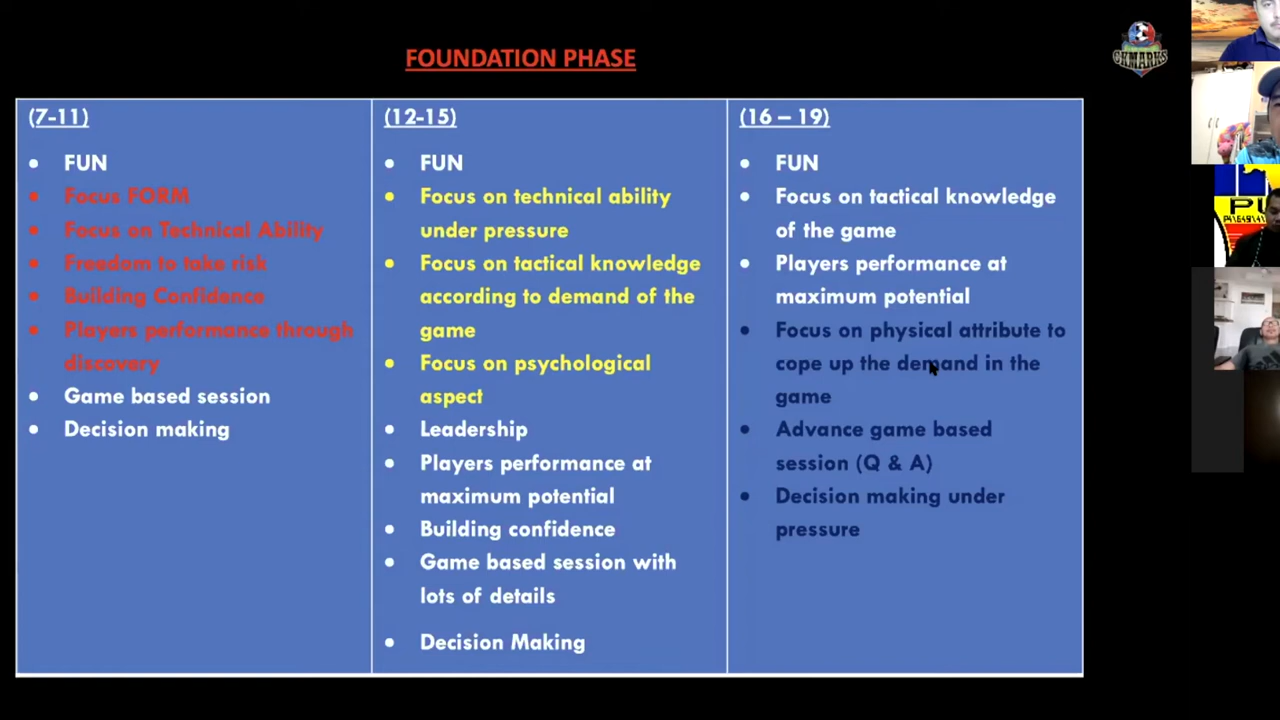 FOUNDATION PHASE
GKMARKS
(7-11)
• FUN
• Focus FORM
• Focus on Technical Ability
• Freedom to take risk
• Building Confidence
• Players performance through
discovery
• Game based session
• Decision making
(12-15)
• FUN
• Focus on technical ability
under pressure
• Focus on tactical knowledge
according to demand of the
game
• Focus on psychological
aspect
• Leadership
• Players performance at
maximum potential
• Building confidence
• Game based session with
lots of details
• Decision Making
(16 – 19)
• FUN
• Focus on tactical knowledge
of the game
• Players performance at
maximum potential
• Focus on physical attribute to
cope up the demand in the
game
• Advance game based
session (Q & A)
• Decision making under
pressure